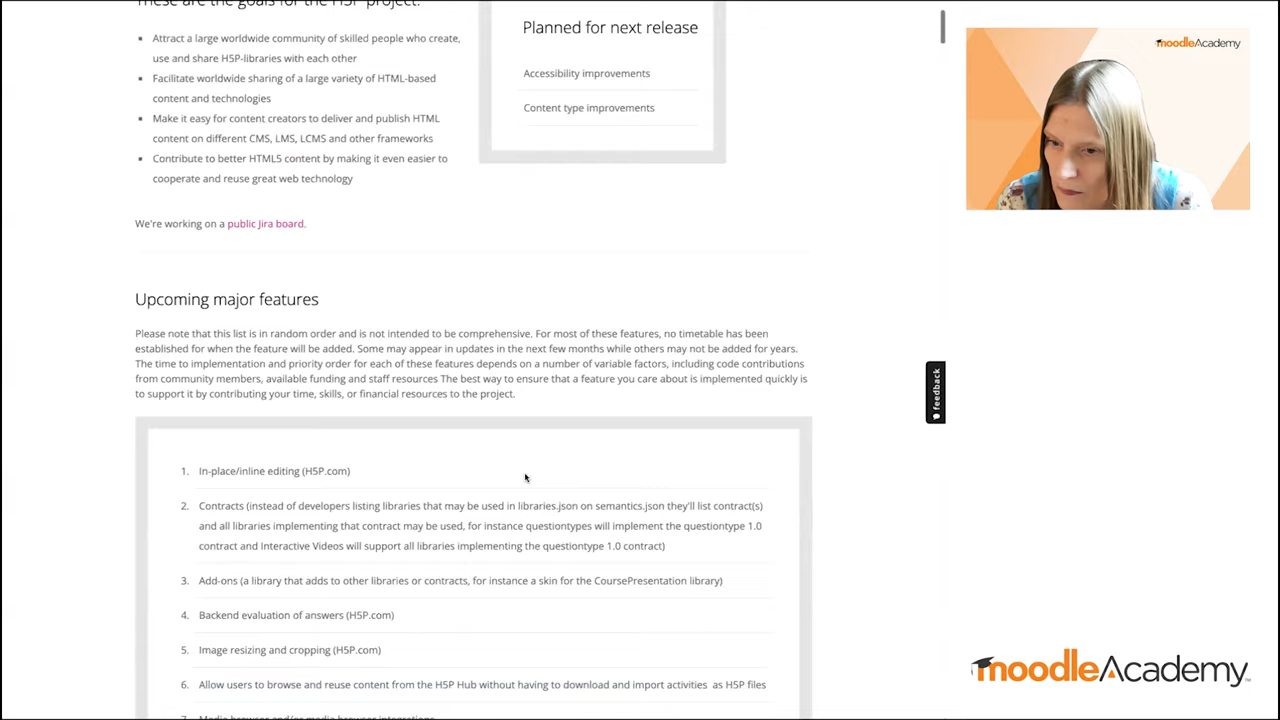 These are the goals for the H5P project:
Attract a large worldwide community of skilled people who create,
use and share H5P-libraries with each other
Facilitate worldwide sharing of a large variety of HTML-based
content and technologies
Make it easy for content creators to deliver and publish HTML
content on different CMS, LMS, LCMS and other frameworks
Contribute to better HTML5 content by making it even easier to
cooperate and reuse great web technology
Planned for next release
Accessibility improvements
Content type improvements
We're working on a public Jira board.
Upcoming major features
Please note that this list is in random order and is not intended to be comprehensive. For most of these features, no timetable has been
established for when the feature will be added. Some may appear in updates in the next few months while others may not be added for years.
The time to implementation and priority order for each of these features depends on a number of variable factors, including code contributions
from community members, available funding and staff resources The best way to ensure that a feature you care about is implemented quickly is
to support it by contributing your time, skills, or financial resources to the project.
1. In-place/inline editing (H5P.com)
2. Contracts (instead of developers listing libraries that may be used in libraries.json on semantics.json they'll list contract(s)
and all libraries implementing that contract may be used, for instance questiontypes will implement the questiontype 1.0
contract and Interactive Videos will support all libraries implementing the questiontype 1.0 contract)
3. Add-ons (a library that adds to other libraries or contracts, for instance a skin for the CoursePresentation library)
4. Backend evaluation of answers (H5P.com)
5. Image resizing and cropping (H5P.com)
6. Allow users to browse and reuse content from the H5P Hub without having to download and import activities as H5P files
7. Media browser and/or media browser integrations
feedback
moodleAcademy
moodleAcademy